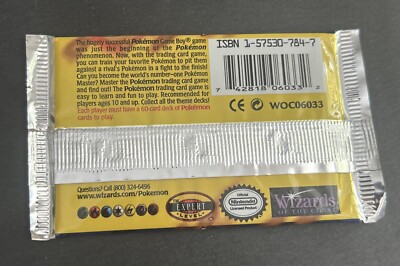 The hugely successful Pokémon Game Boy® game
was just the beginning of the Pokémon
phenomenon. Now, with the trading card game,
you can train your favorite Pokémon to pit them
against a rival's Pokémon in a fight to the finish!
Can you become the world's number-one Pokémon
Master? Play the Pokémon trading card game
and find out! The Pokémon trading card game is
easy to learn and fun to play. Recommended for
players ages 10 and up. Collect all the theme decks!
Each player must have a 60-card deck of Pokémon
cards to play.
ISBN 1-57530-784-7
7 42818 06033 2
CE WOC06033
Questions? Call (800) 324-6496
www.wizards.com/Pokemon
EXPERT
LEVEL
Official
Nintendo
Licensed Product
Wizards
OF THE COAST